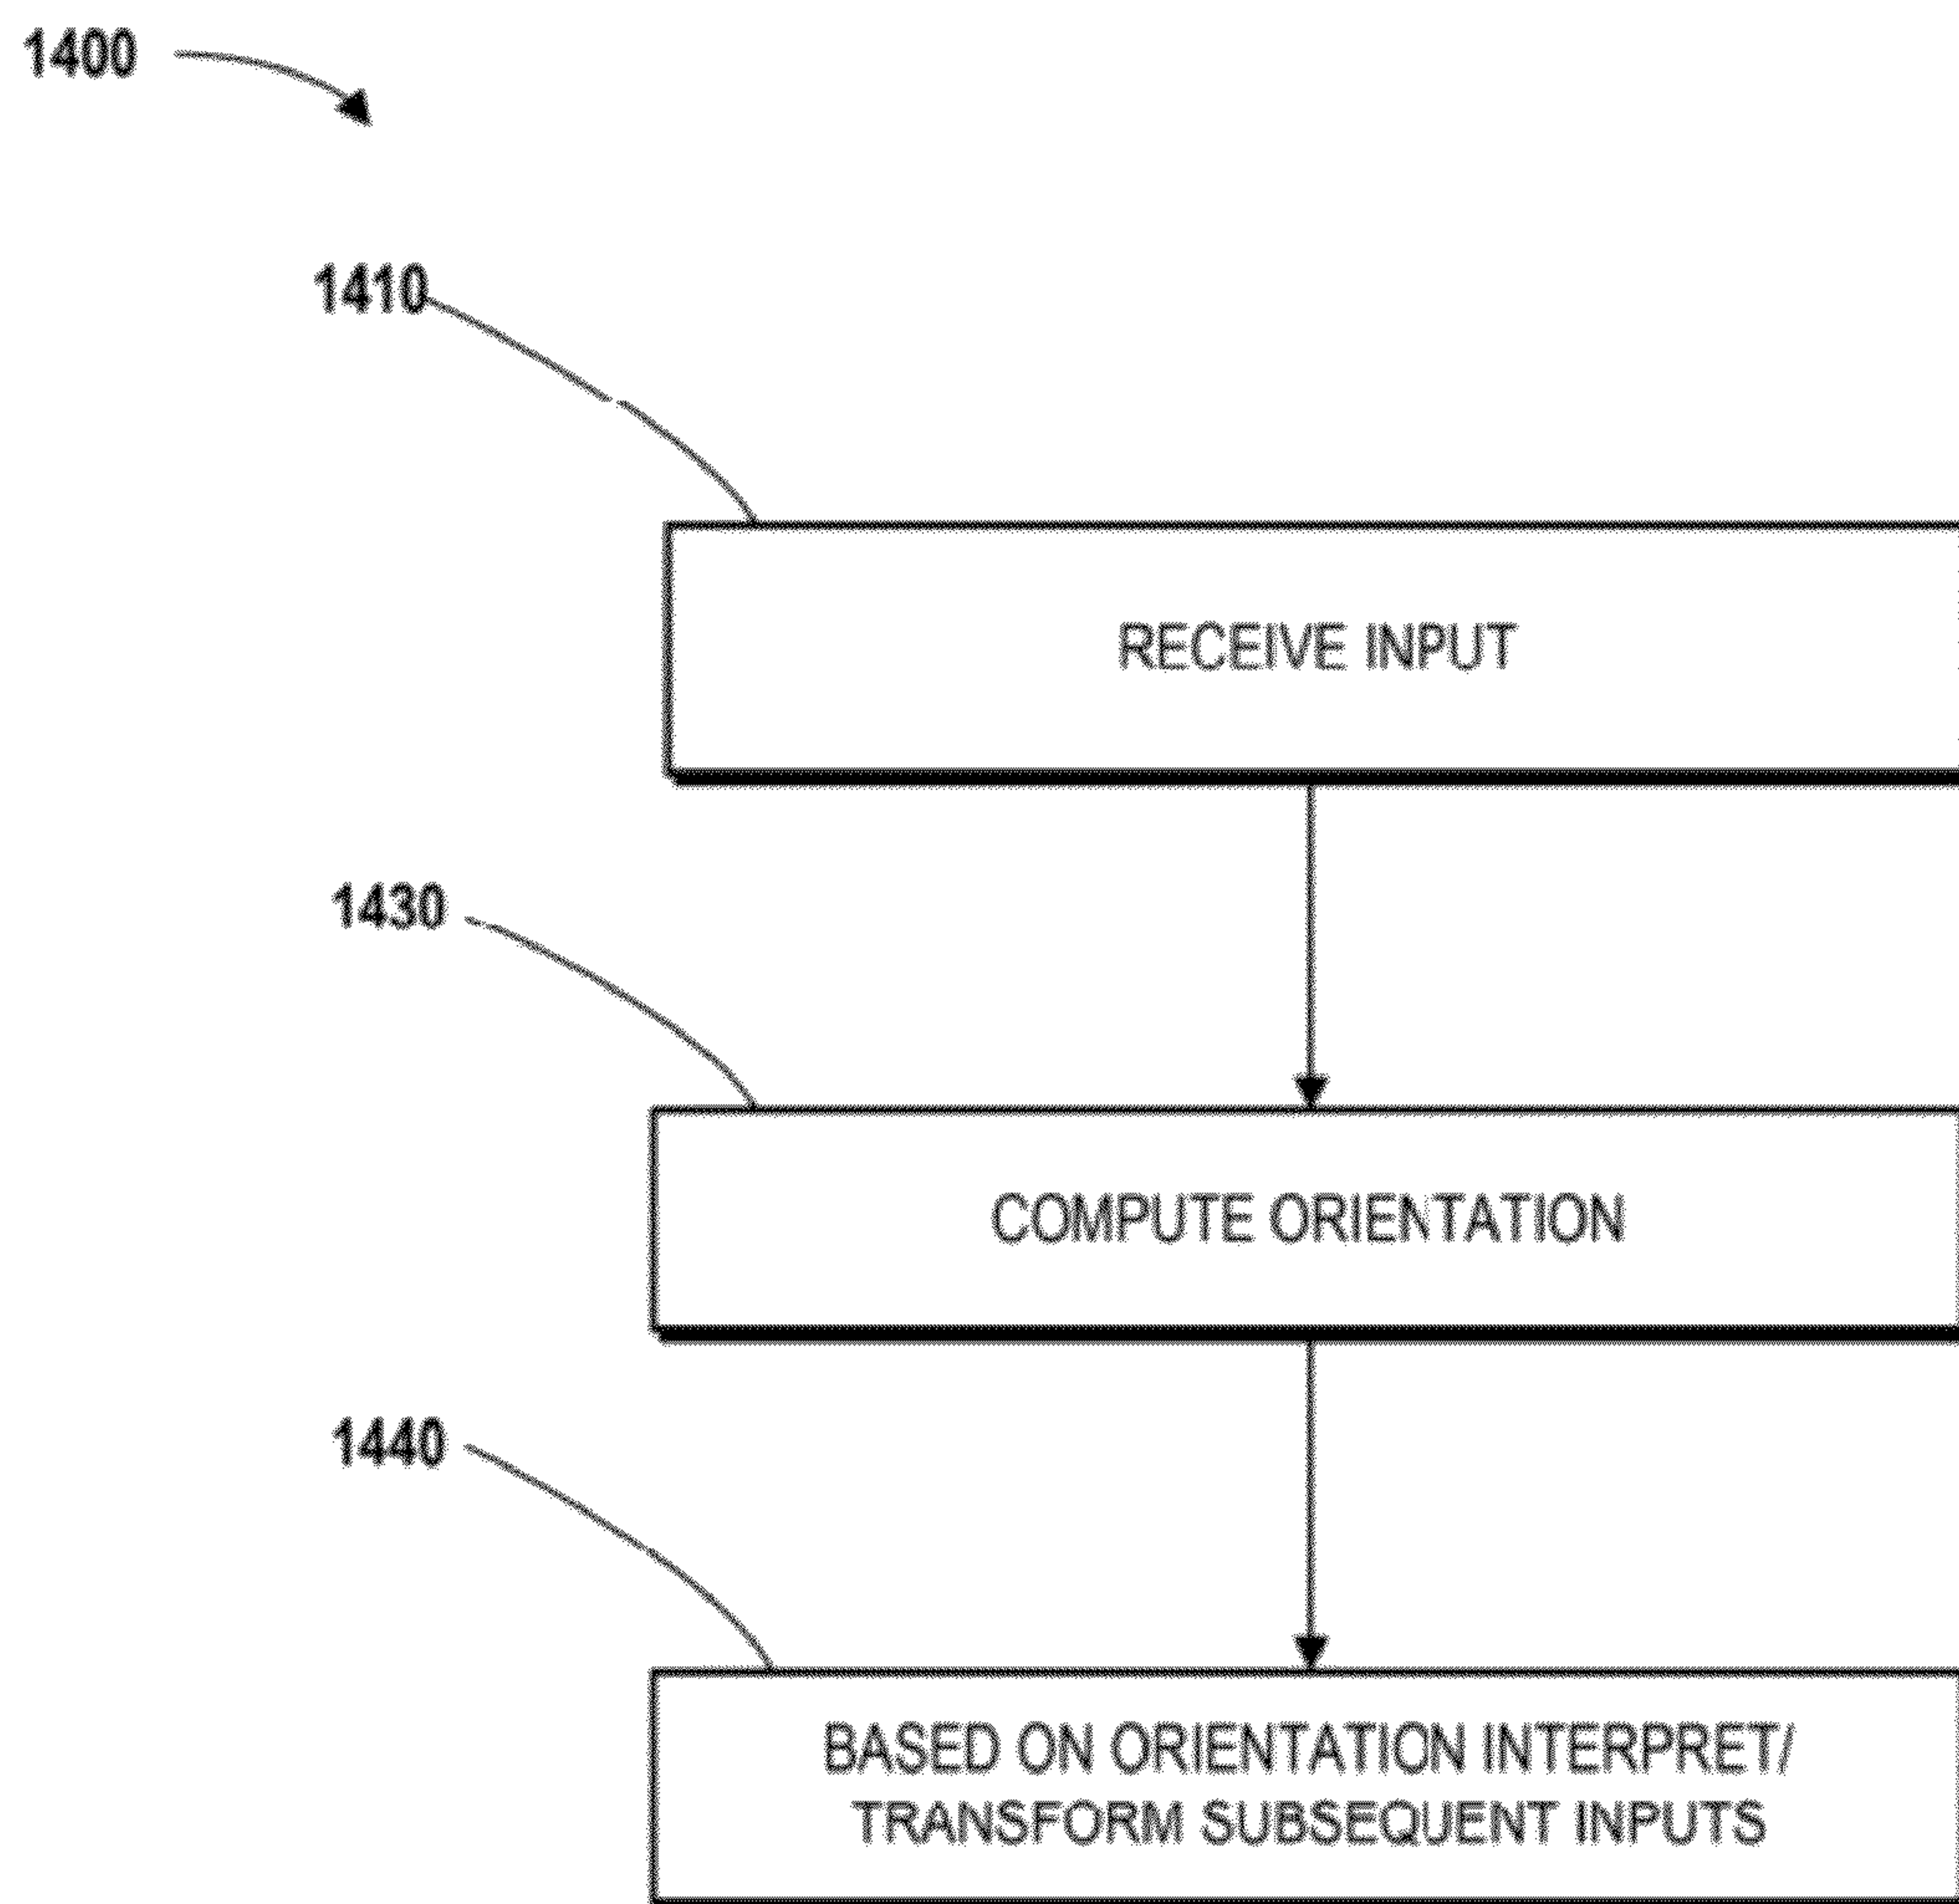 1400
1410
RECEIVE INPUT
1430
COMPUTE ORIENTATION
1440
BASED ON ORIENTATION INTERPRET/
TRANSFORM SUBSEQUENT INPUTS